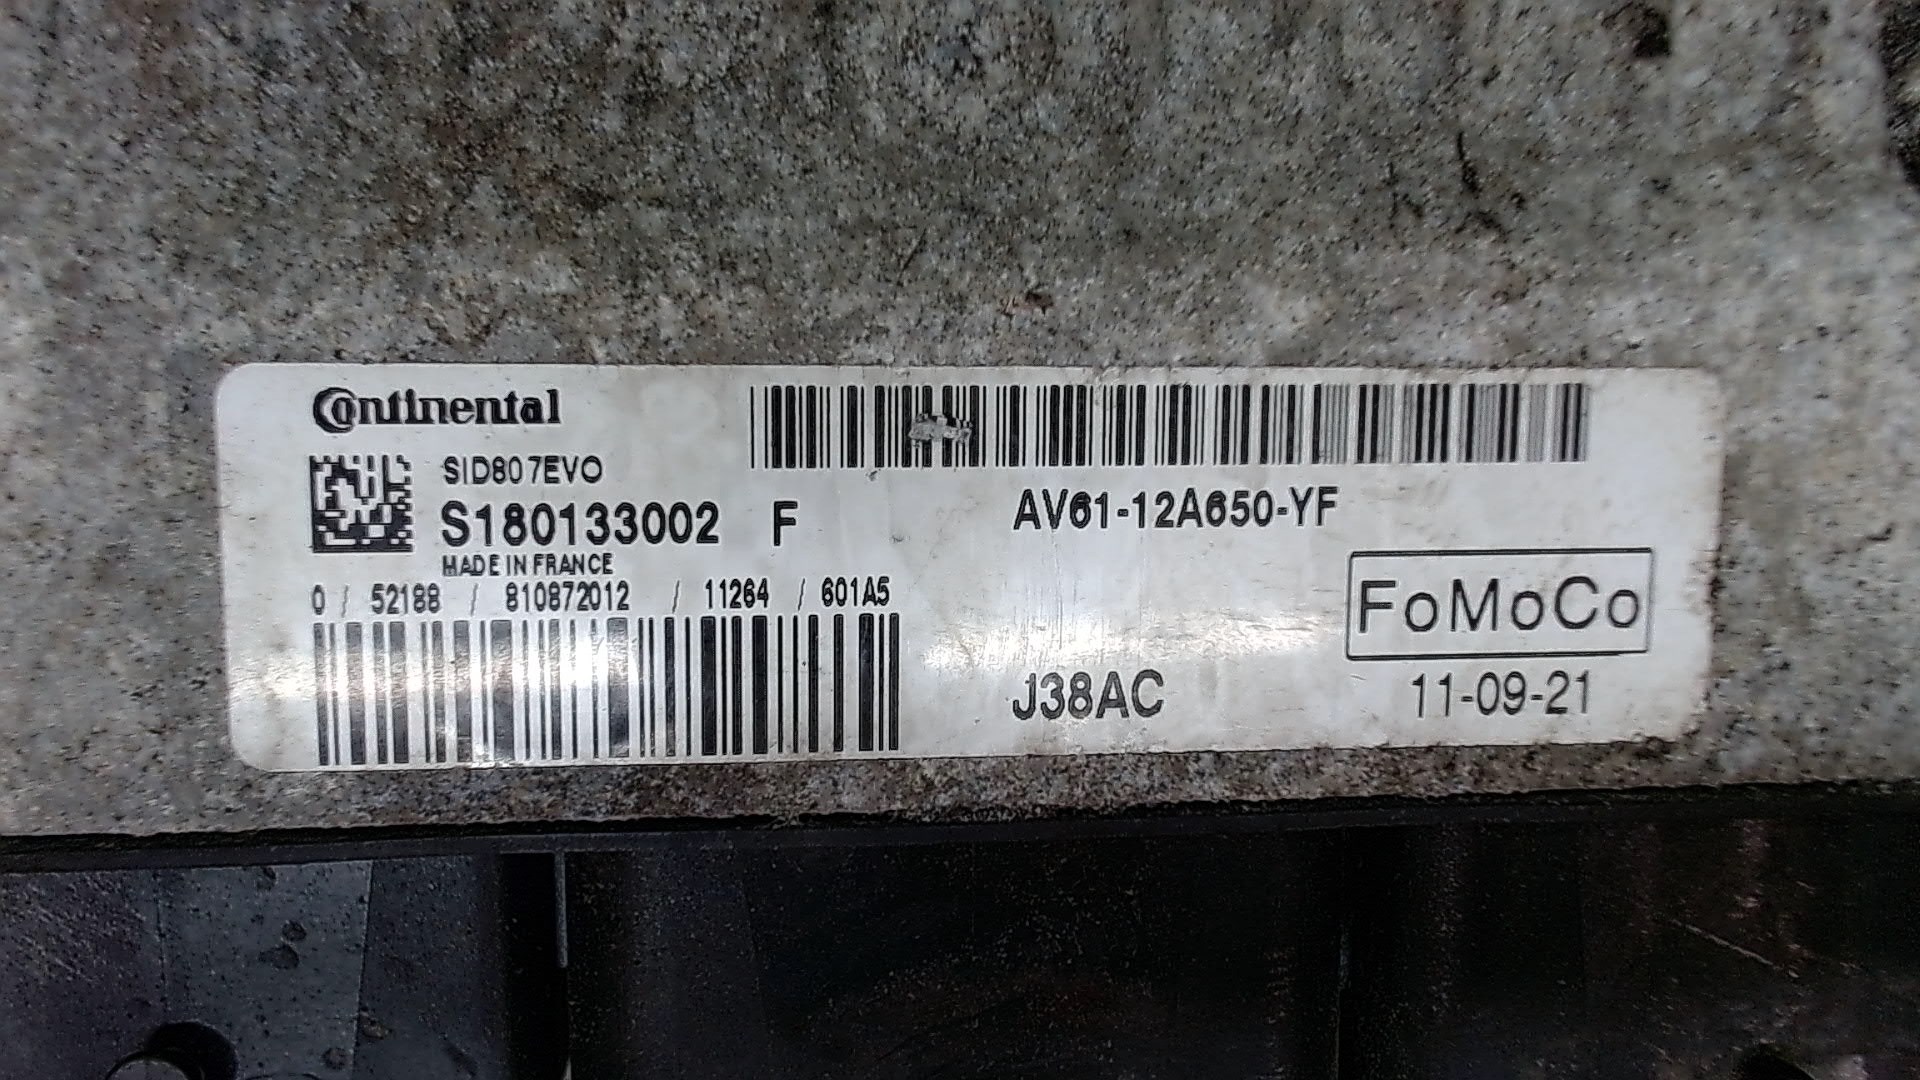 Continental
SID807EVO
S180133002 F
MADE IN FRANCE
0 / 52188 / 810872012 / 11264 / 601A5
AV61-12A650-YF
FoMoCo
J38AC
11-09-21